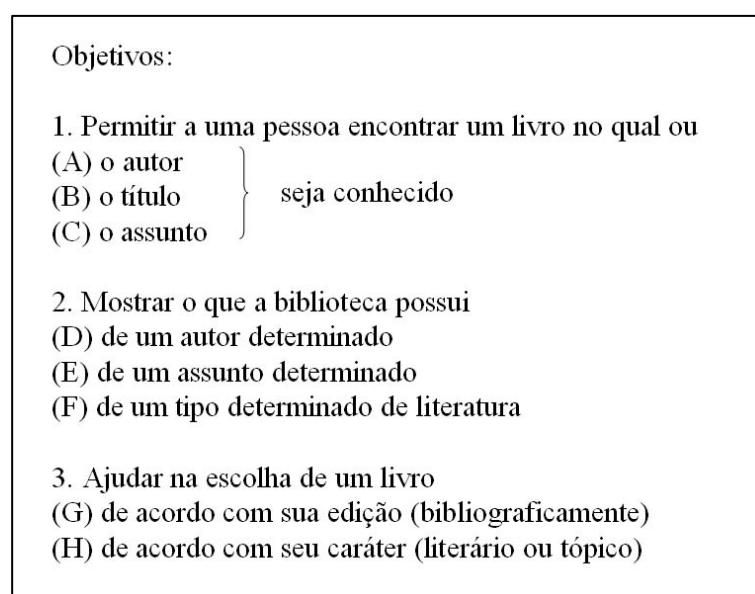 Objetivos:
1. Permitir a uma pessoa encontrar um livro no qual ou
(A) o autor
(B) o título
(C) o assunto
seja conhecido
2. Mostrar o que a biblioteca possui
(D) de um autor determinado
(E) de um assunto determinado
(F) de um tipo determinado de literatura
3. Ajudar na escolha de um livro
(G) de acordo com sua edição (bibliograficamente)
(H) de acordo com seu caráter (literário ou tópico)